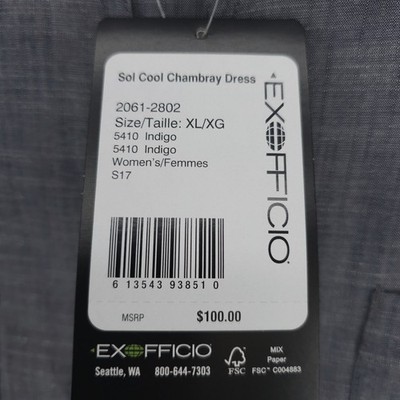 Sol Cool Chambray Dress
2061-2802
Size/Taille: XL/XG
5410 Indigo
5410 Indigo
Women's/Femmes
S17
EXOFFICIO
6 13543 93851 0
MSRP $100.00
EXOFFICIO
Seattle, WA 800-644-7303
FSC
MIX
Paper
FSC™ C004883